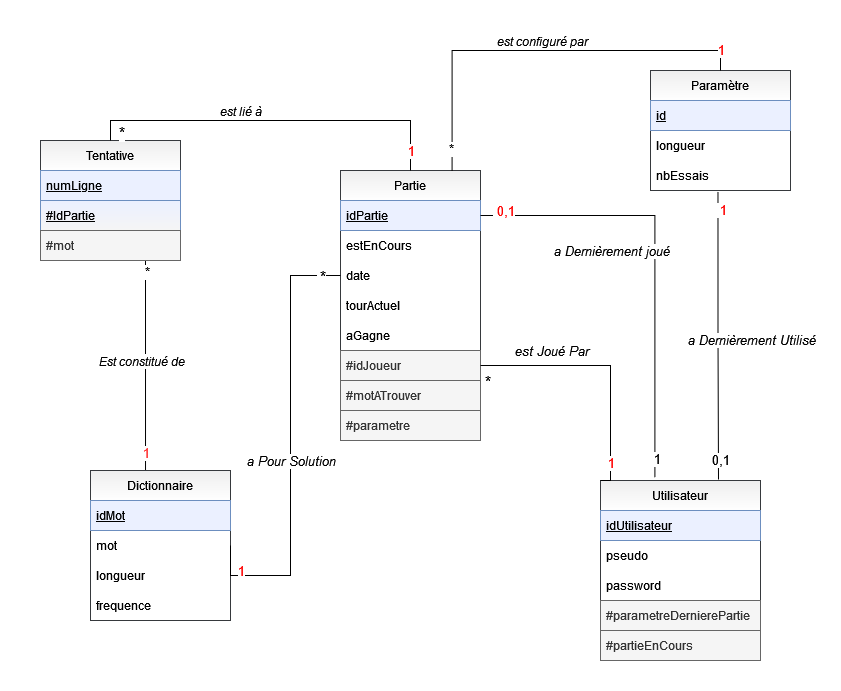 est configuré par
1
*
Paramètre
id
longueur
nbEssais
1
est lié à
*
1
Tentative
numLigne
#IdPartie
#mot
*
Partie
idPartie
estEnCours
date
tourActuel
aGagne
#idJoueur
#motATrouver
#parametre
0,1
a Dernièrement joué
*
a Dernièrement Utilisé
est Joué Par
*
Est constitué de
1
a Pour Solution
1
1
0,1
Dictionnaire
idMot
mot
longueur
frequence
1
Utilisateur
idUtilisateur
pseudo
password
#parametreDernierePartie
#partieEnCours